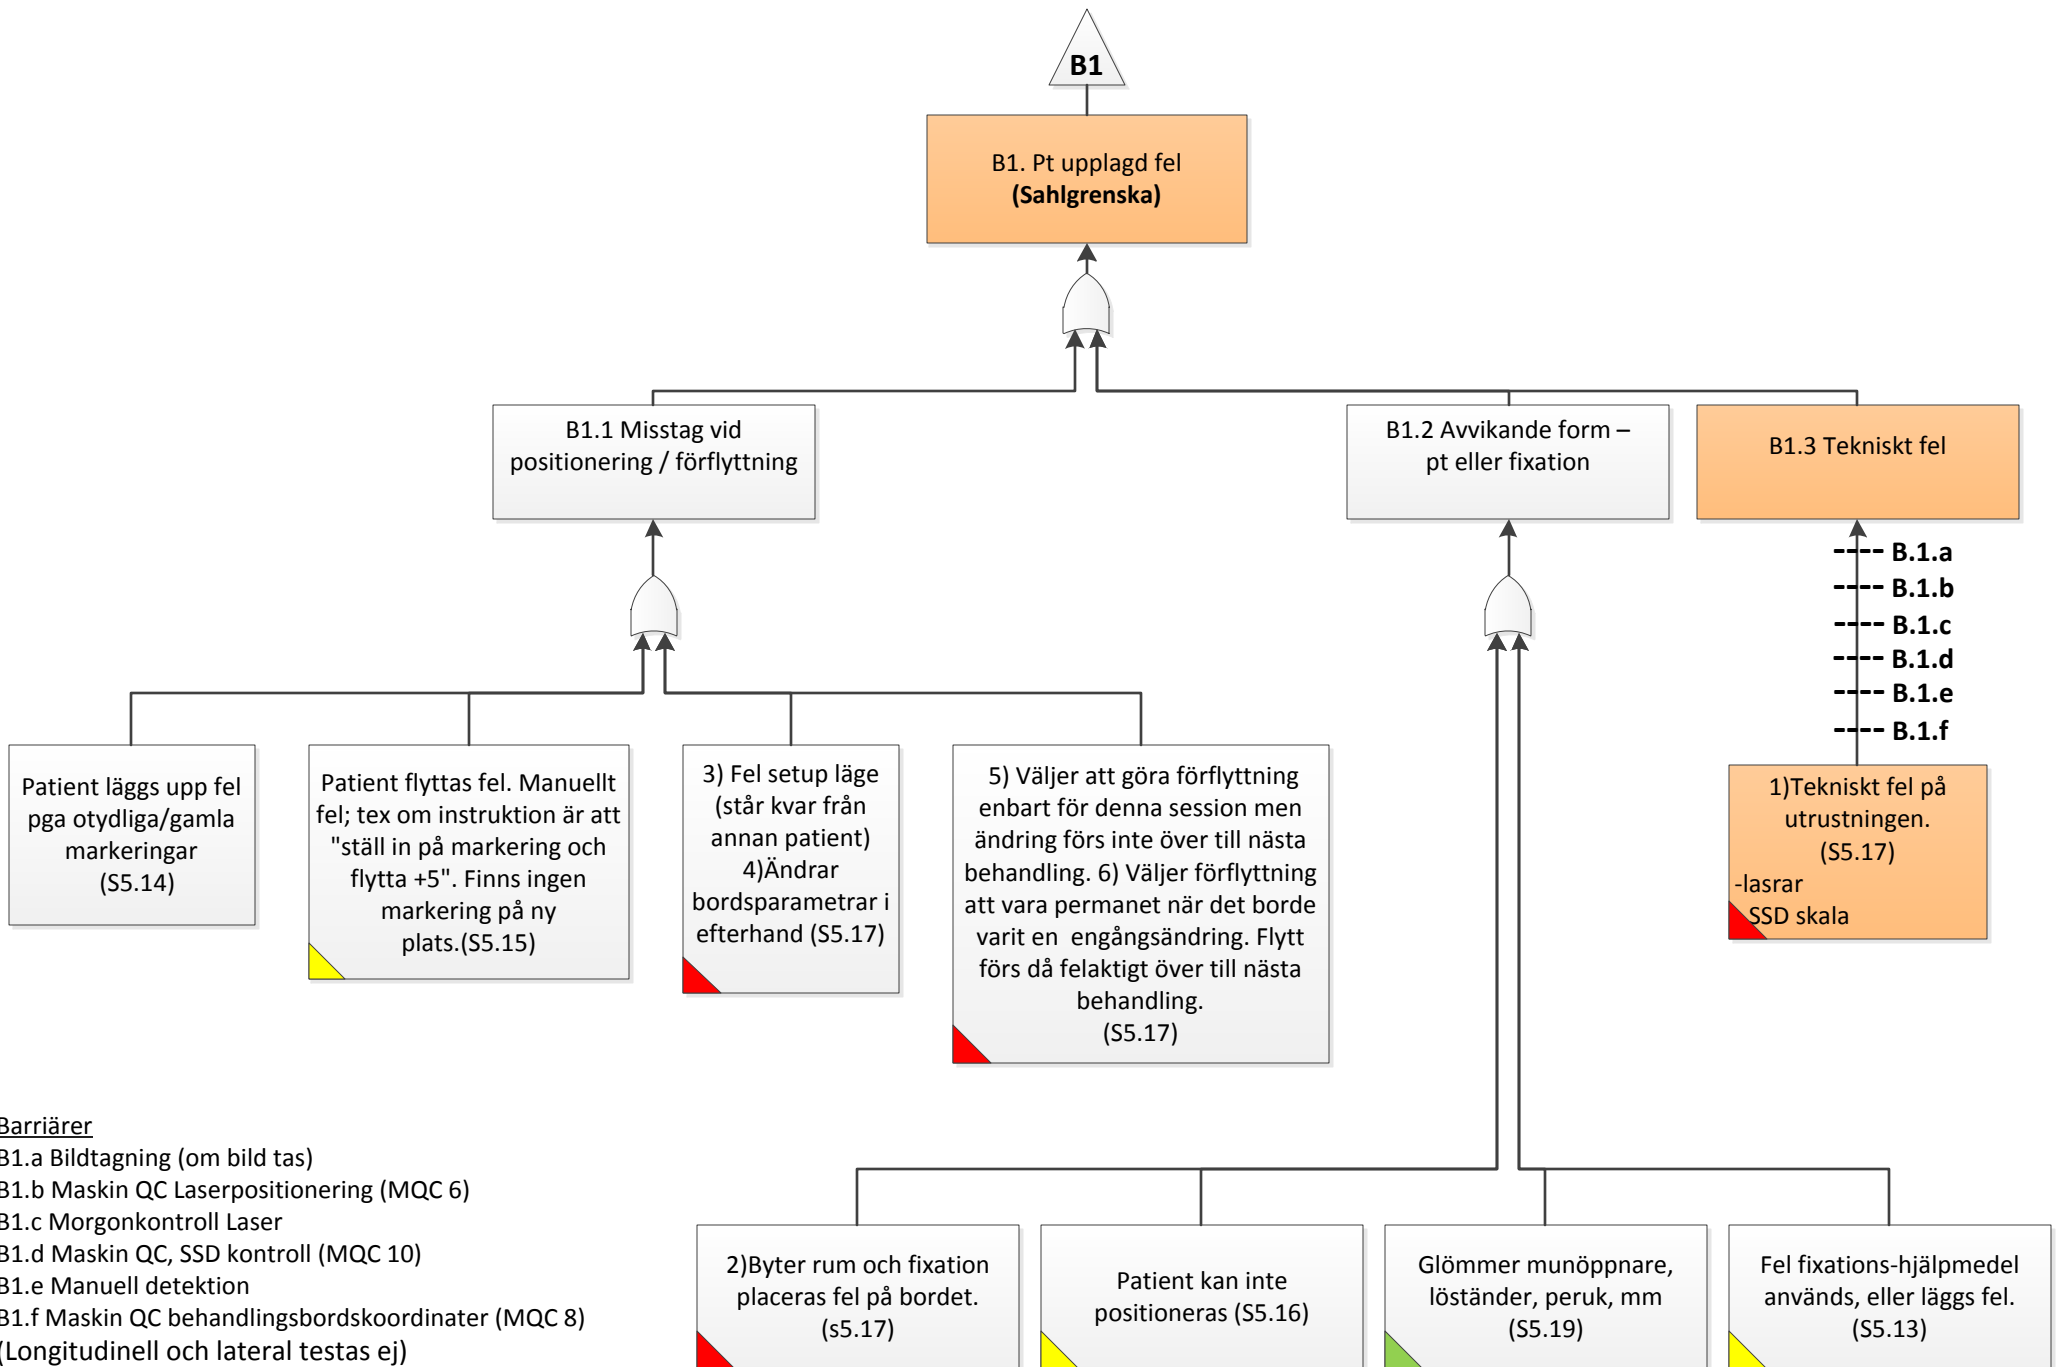 B1
B1. Pt upplagd fel
(Sahlgrenska)
B1.1 Misstag vid
positionering / förflyttning
B1.2 Avvikande form –
pt eller fixation
B1.3 Tekniskt fel
B.1.a
B.1.b
B.1.c
B.1.d
B.1.e
B.1.f
Patient läggs upp fel
pga otydliga/gamla
markeringar
(S5.14)
Patient flyttas fel. Manuellt
fel; tex om instruktion är att
"ställ in på markering och
flytta +5". Finns ingen
markering på ny
plats.(S5.15)
3) Fel setup läge
(står kvar från
annan patient)
4)Ändrar
bordsparametrar i
efterhand (S5.17)
5) Väljer att göra förflyttning
enbart för denna session men
ändring förs inte över till nästa
behandling. 6) Väljer förflyttning
att vara permanet när det borde
varit en engångsändring. Flytt
förs då felaktigt över till nästa
behandling.
(S5.17)
1)Tekniskt fel på
utrustningen.
(S5.17)
-lasrar
SSD skala
Barriärer
B1.a Bildtagning (om bild tas)
B1.b Maskin QC Laserpositionering (MQC 6)
B1.c Morgonkontroll Laser
B1.d Maskin QC, SSD kontroll (MQC 10)
B1.e Manuell detektion
B1.f Maskin QC behandlingsbordskoordinater (MQC 8)
(Longitudinell och lateral testas ej)
2)Byter rum och fixation
placeras fel på bordet.
(s5.17)
Patient kan inte
positioneras (S5.16)
Glömmer munöppnare,
löständer, peruk, mm
(S5.19)
Fel fixations-hjälpmedel
används, eller läggs fel.
(S5.13)